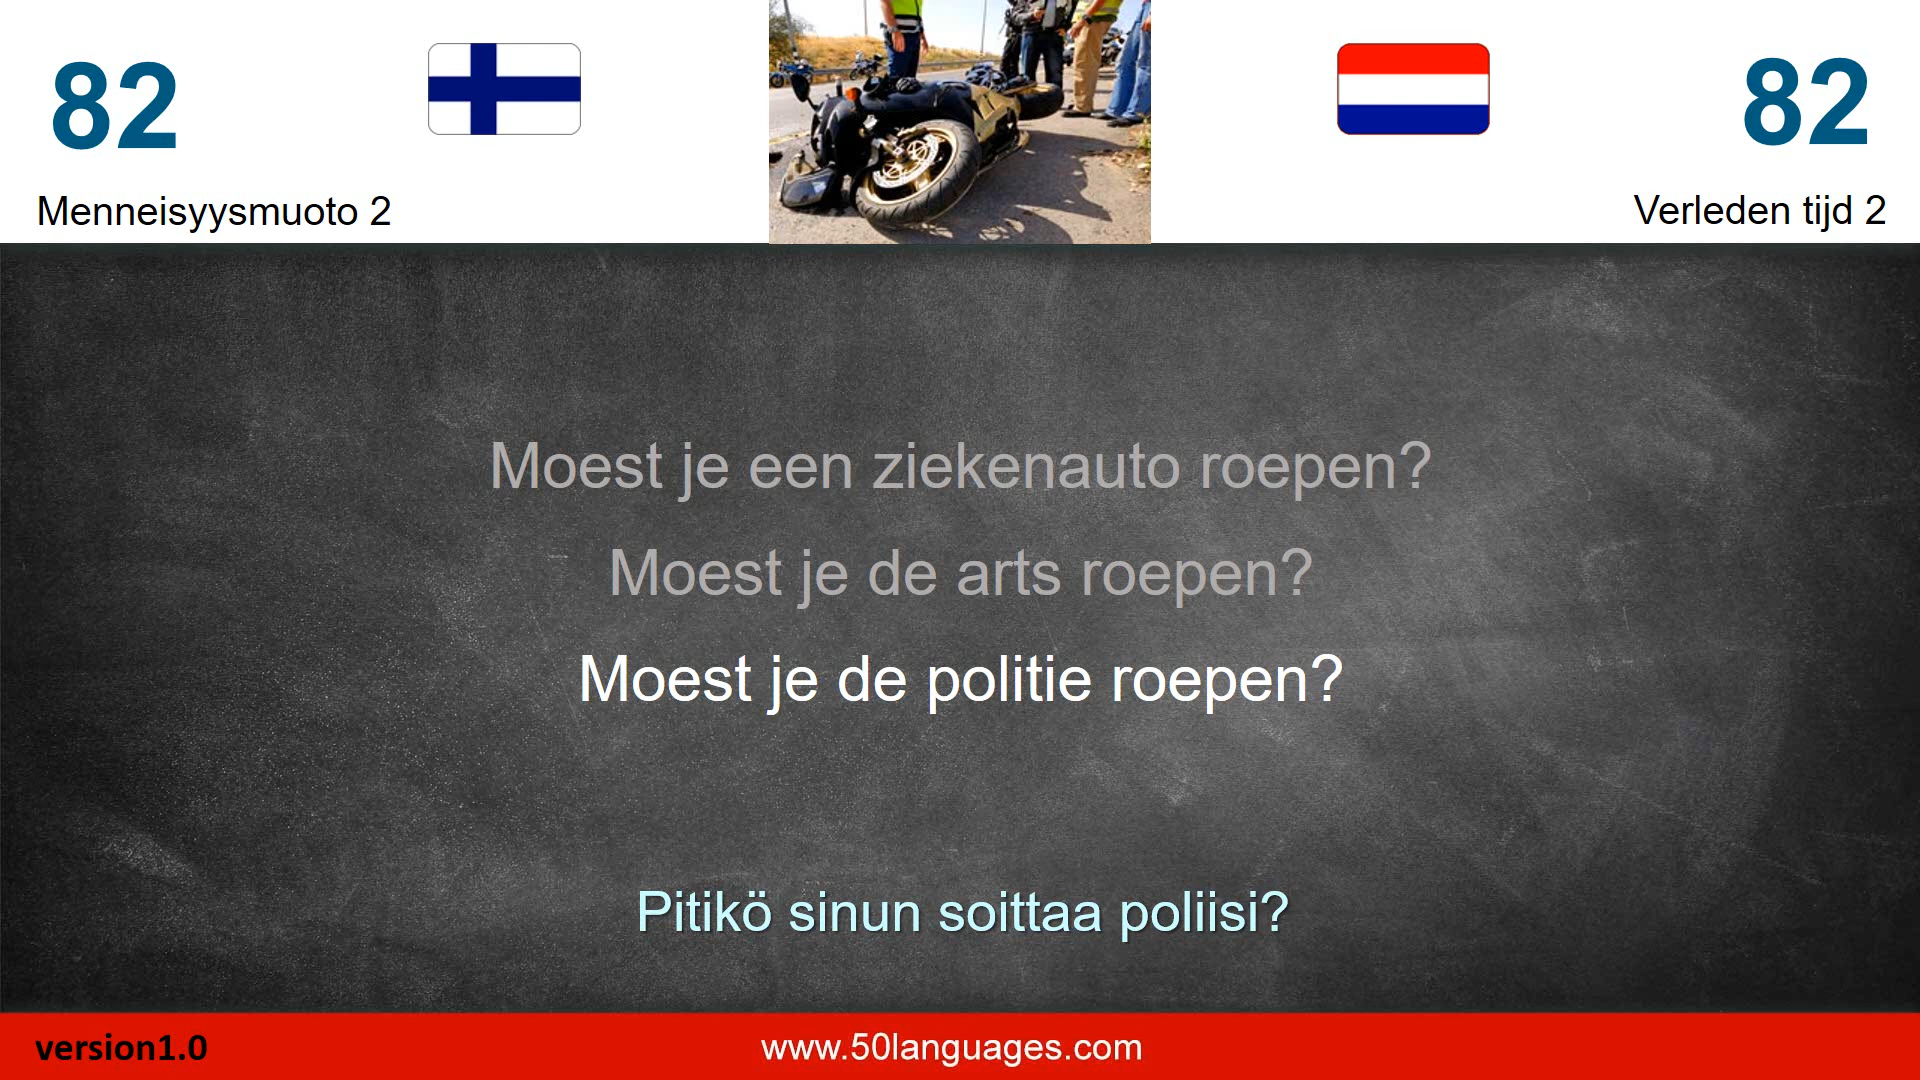 82
82
Menneisyysmuoto 2
Verleden tijd 2
Moest je een ziekenauto roepen?
Moest je de arts roepen?
Moest je de politie roepen?
Pitikö sinun soittaa poliisi?
version1.0
www.50languages.com